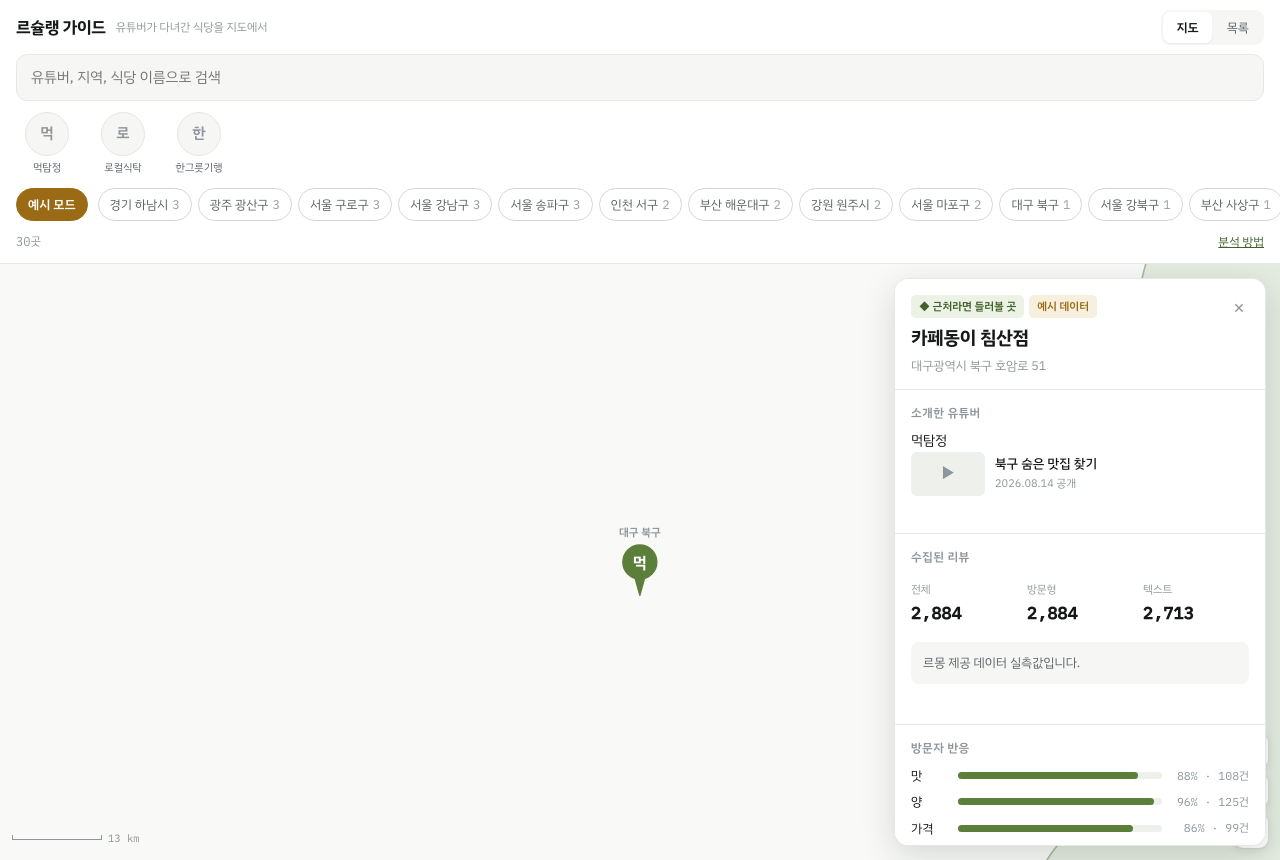 르슐랭 가이드 유튜버가 다녀간 식당을 지도에서 지도 목록
유튜버, 지역, 식당 이름으로 검색
먹 로 한
먹탐정 로컬식탁 한그릇기행
예시 모드 경기 하남시 3 광주 광산구 3 서울 구로구 3 서울 강남구 3 서울 송파구 3 인천 서구 2 부산 해운대구 2 강원 원주시 2 서울 마포구 2 대구 북구 1 서울 강북구 1 부산 사상구 1
30곳 분석 방법
◆ 근처라면 들러볼 곳 예시 데이터 ×
카페동이 침산점
대구광역시 북구 호암로 51
소개한 유튜버
먹탐정
북구 숨은 맛집 찾기
2026.08.14 공개
대구 북구
먹
수집된 리뷰
전체 방문형 텍스트
2,884 2,884 2,713
르몽 제공 데이터 실측값입니다.
방문자 반응
맛 88% · 108건
양 96% · 125건
가격 86% · 99건
13 km